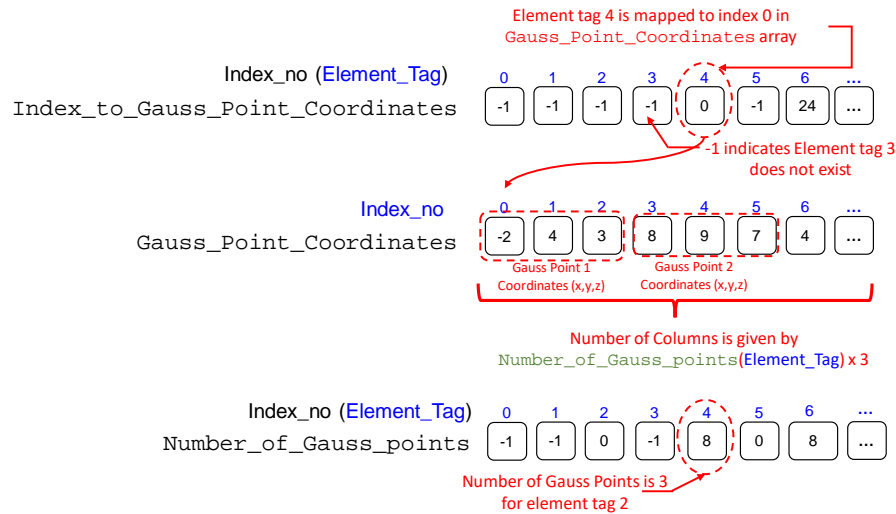 Element tag 4 is mapped to index 0 in
Gauss_Point_Coordinates array
Index_no (Element_Tag) 0 1 2 3 4 5 6 ...
Index_to_Gauss_Point_Coordinates -1 -1 -1 -1 0 -1 24 ...
-1 indicates Element tag 3
does not exist
Index_no 0 1 2 3 4 5 6 ...
Gauss_Point_Coordinates -2 4 3 8 9 7 4 ...
Gauss Point 1 Gauss Point 2
Coordinates (x,y,z) Coordinates (x,y,z)
Number of Columns is given by
Number_of_Gauss_points(Element_Tag) x 3
Index_no (Element_Tag) 0 1 2 3 4 5 6 ...
Number_of_Gauss_points -1 -1 0 -1 8 0 8 ...
Number of Gauss Points is 3
for element tag 2